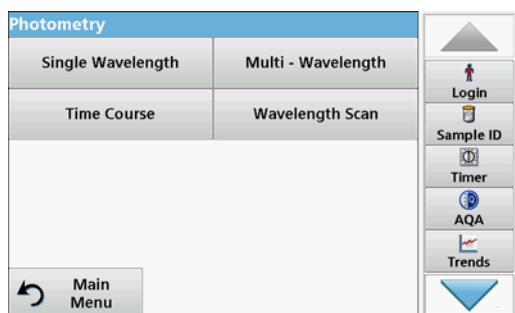 Photometry
Single Wavelength
Multi - Wavelength
Time Course
Wavelength Scan
Main
Menu
Login
Sample ID
Timer
AQA
Trends